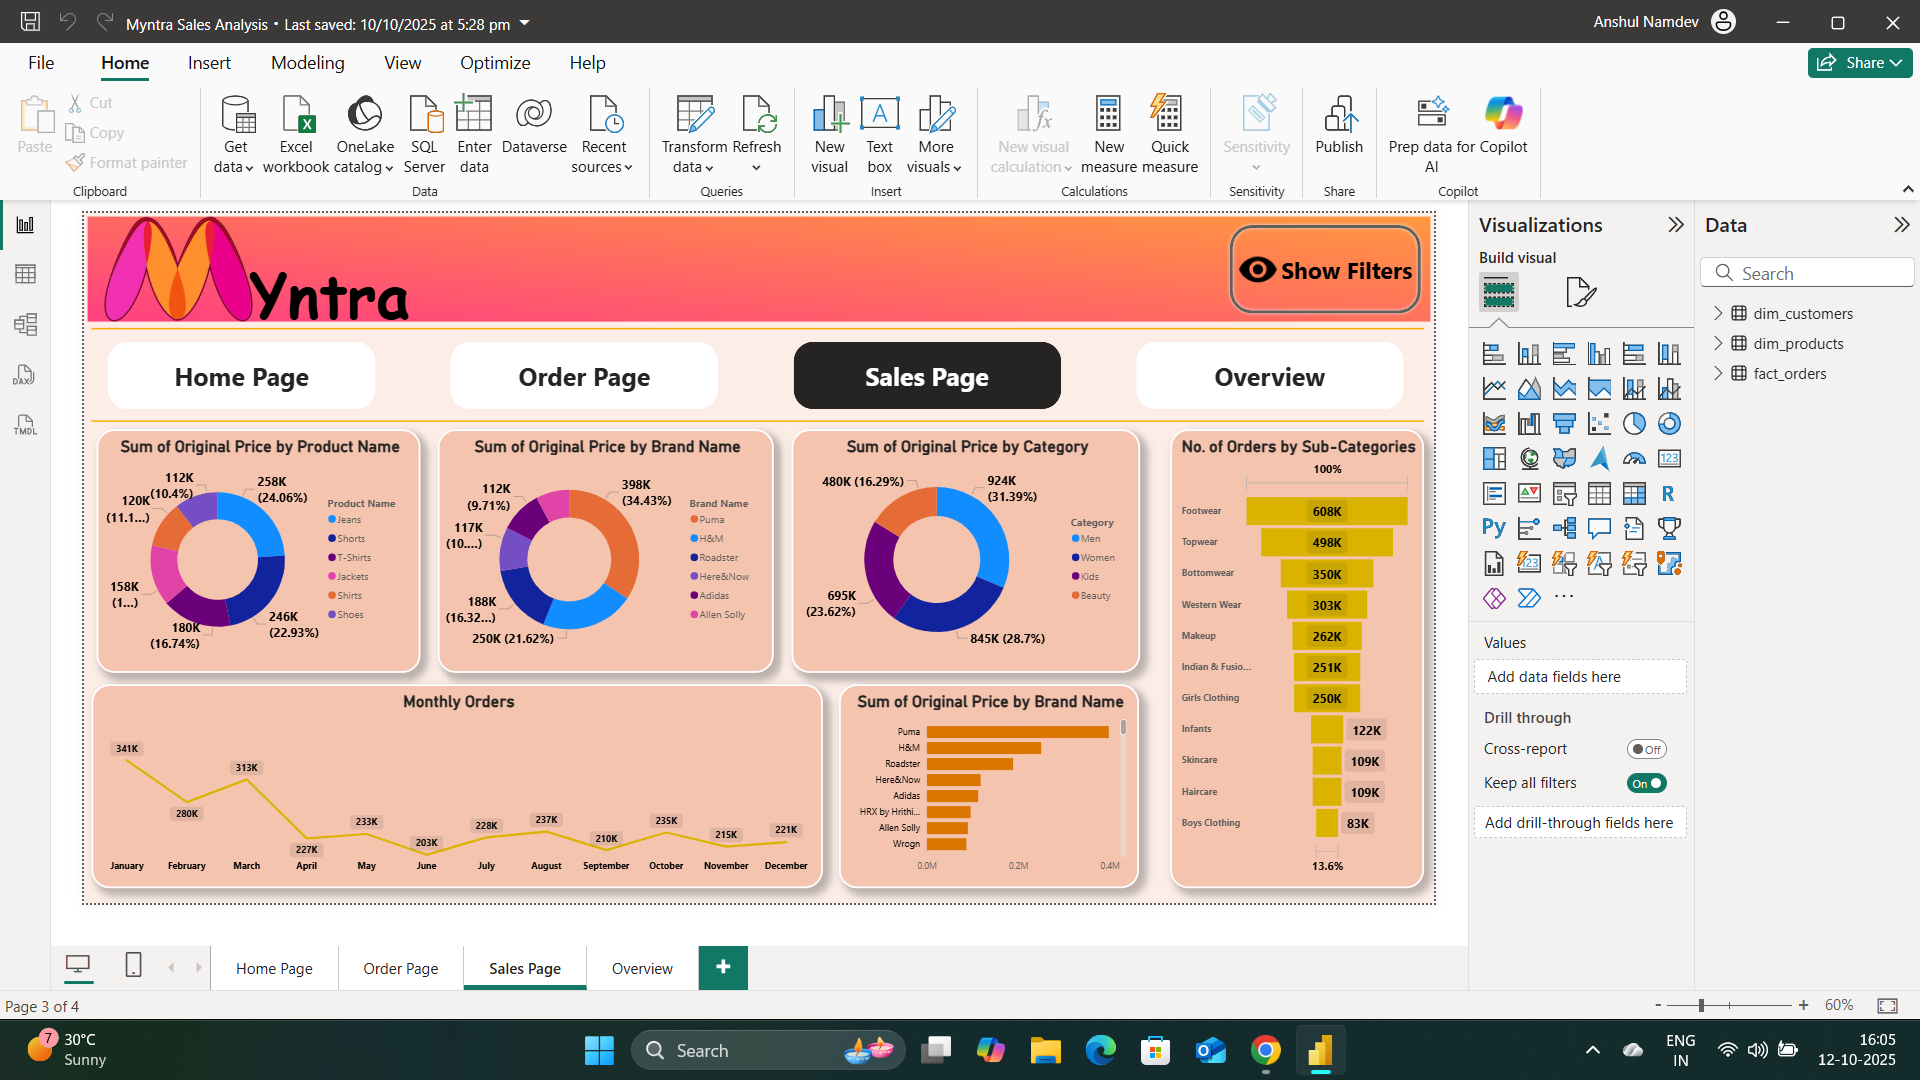 Myntra Sales Analysis • Last saved: 10/10/2025 at 5:28 pm
Anshul Namdev
File Home Insert Modeling View Optimize Help
Share
Paste
Cut
Copy
Format painter
Clipboard
Get data
Excel workbook
OneLake catalog
SQL Server
Enter data
Dataverse
Recent sources
Data
Transform data
Refresh
Queries
New visual
Text box
More visuals
Insert
New visual calculation
New measure
Quick measure
Calculations
Sensitivity
Sensitivity
Publish
Share
Prep data for AI
Copilot
Copilot
Yntra
Show Filters
Home Page
Order Page
Sales Page
Overview
Sum of Original Price by Product Name
258K (24.06%)
246K (22.93%)
180K (16.74%)
158K (1...)
120K (11.1...)
112K (10.4%)
Product Name
Jeans
Shorts
T-Shirts
Jackets
Shirts
Shoes
Sum of Original Price by Brand Name
398K (34.43%)
250K (21.62%)
188K (16.32...)
117K (10....)
112K (9.71%)
Brand Name
Puma
H&M
Roadster
Here&Now
Adidas
Allen Solly
Sum of Original Price by Category
924K (31.39%)
845K (28.7%)
695K (23.62%)
480K (16.29%)
Category
Men
Women
Kids
Beauty
No. of Orders by Sub-Categories
100%
Footwear 608K
Topwear 498K
Bottomwear 350K
Western Wear 303K
Makeup 262K
Indian & Fusio... 251K
Girls Clothing 250K
Infants 122K
Skincare 109K
Haircare 109K
Boys Clothing 83K
13.6%
Monthly Orders
341K
280K
313K
227K
233K
203K
228K
237K
210K
235K
215K
221K
January February March April May June July August September October November December
Sum of Original Price by Brand Name
Puma
H&M
Roadster
Here&Now
Adidas
HRX by Hrithi...
Allen Solly
Wrogn
0.0M 0.2M 0.4M
Visualizations
Build visual
123
R
Py
123
Values
Add data fields here
Drill through
Cross-report Off
Keep all filters On
Add drill-through fields here
Data
Search
dim_customers
dim_products
fact_orders
DAX
TMDL
Home Page Order Page Sales Page Overview +
Page 3 of 4
- + 60%
7
30°C
Sunny
Search
ENG
IN
16:05
12-10-2025